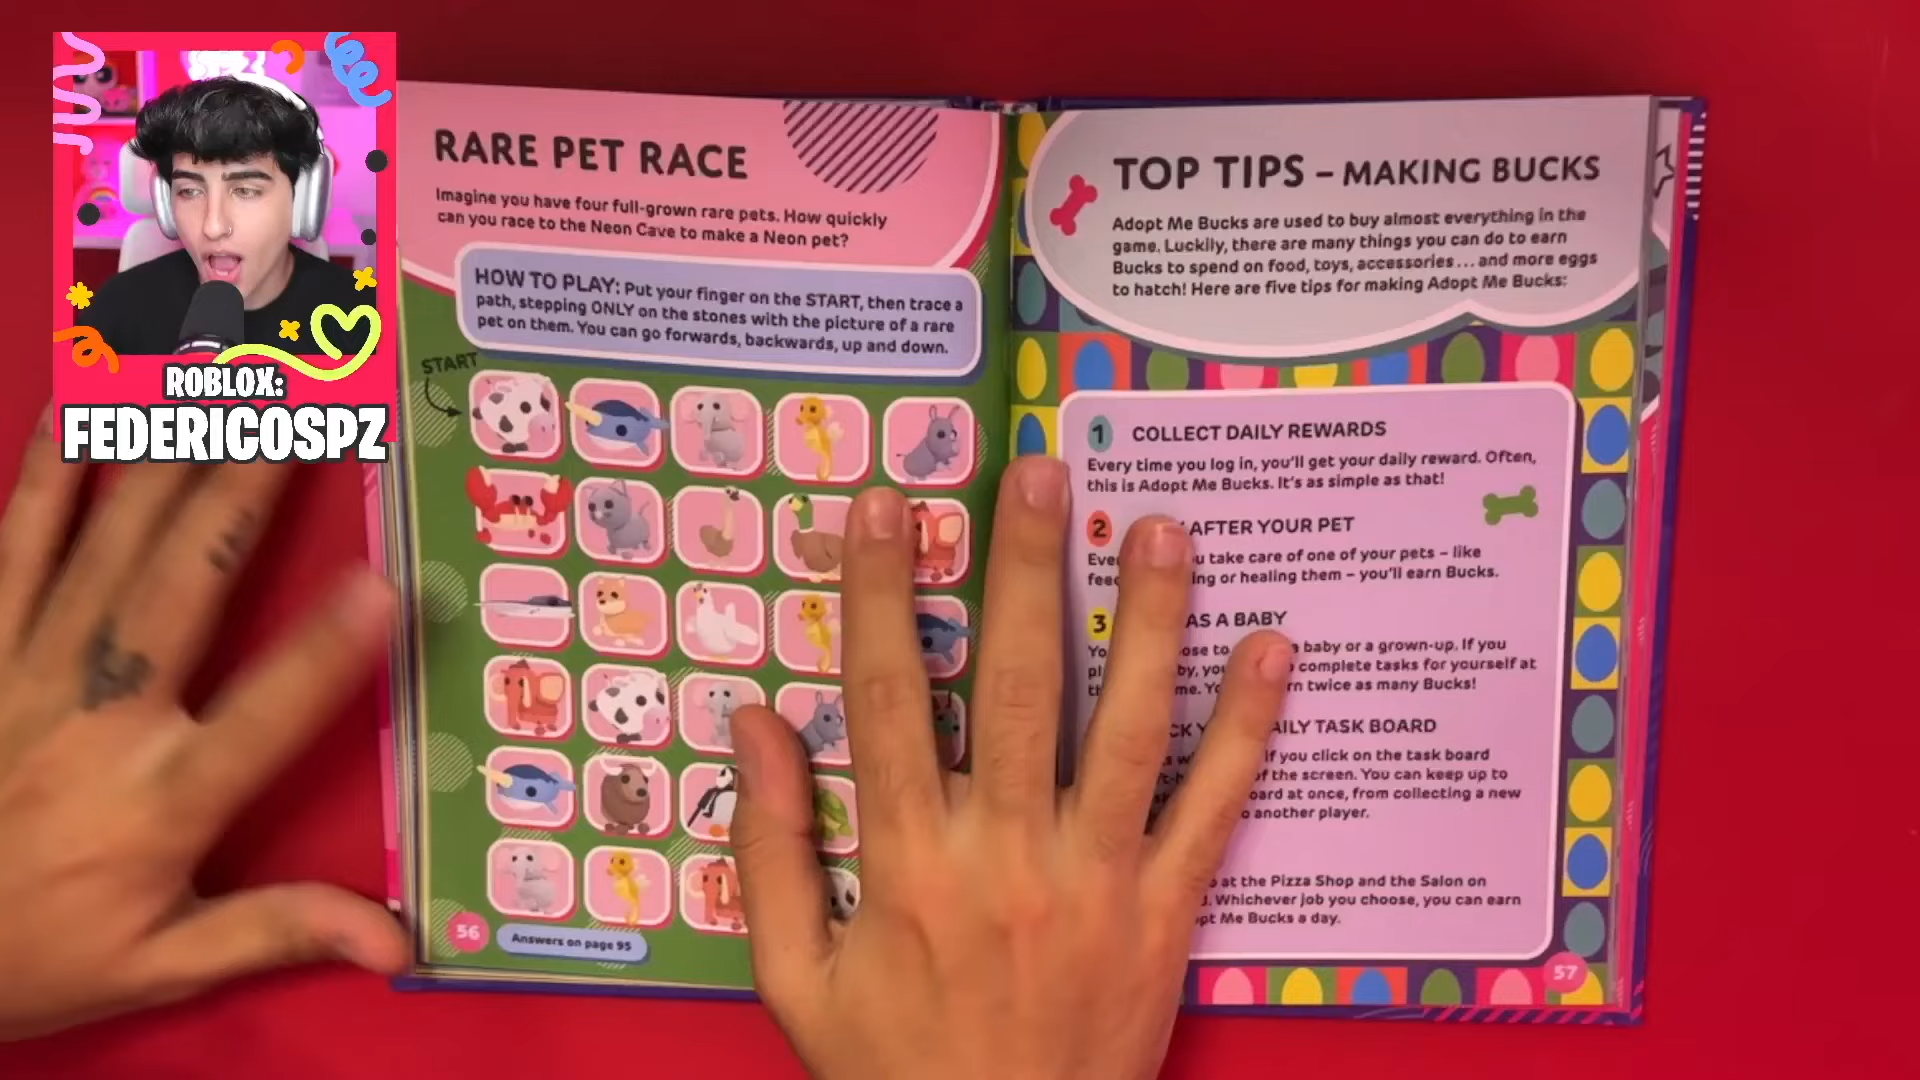 ROBLOX:
FEDERICOSPZ
RARE PET RACE
Imagine you have four full-grown rare pets. How quickly
can you race to the Neon Cave to make a Neon pet?
HOW TO PLAY: Put your finger on the START, then trace a
path, stepping ONLY on the stones with the picture of a rare
pet on them. You can go forwards, backwards, up and down.
START
56
Answers on page 95
TOP TIPS – MAKING BUCKS
Adopt Me Bucks are used to buy almost everything in the
game. Luckily, there are many things you can do to earn
Bucks to spend on food, toys, accessories ... and more eggs
to hatch! Here are five tips for making Adopt Me Bucks:
1 COLLECT DAILY REWARDS
Every time you log in, you'll get your daily reward. Often,
this is Adopt Me Bucks. It's as simple as that!
2 AFTER YOUR PET
take care of one of your pets – like
or healing them – you'll earn Bucks.
3 AS A BABY
a baby or a grown-up. If you
complete tasks for yourself at
twice as many Bucks!
TASK BOARD
If you click on the task board
of the screen. You can keep up to
at once, from collecting a new
another player.
at the Pizza Shop and the Salon on
Whichever job you choose, you can earn
Me Bucks a day.
57